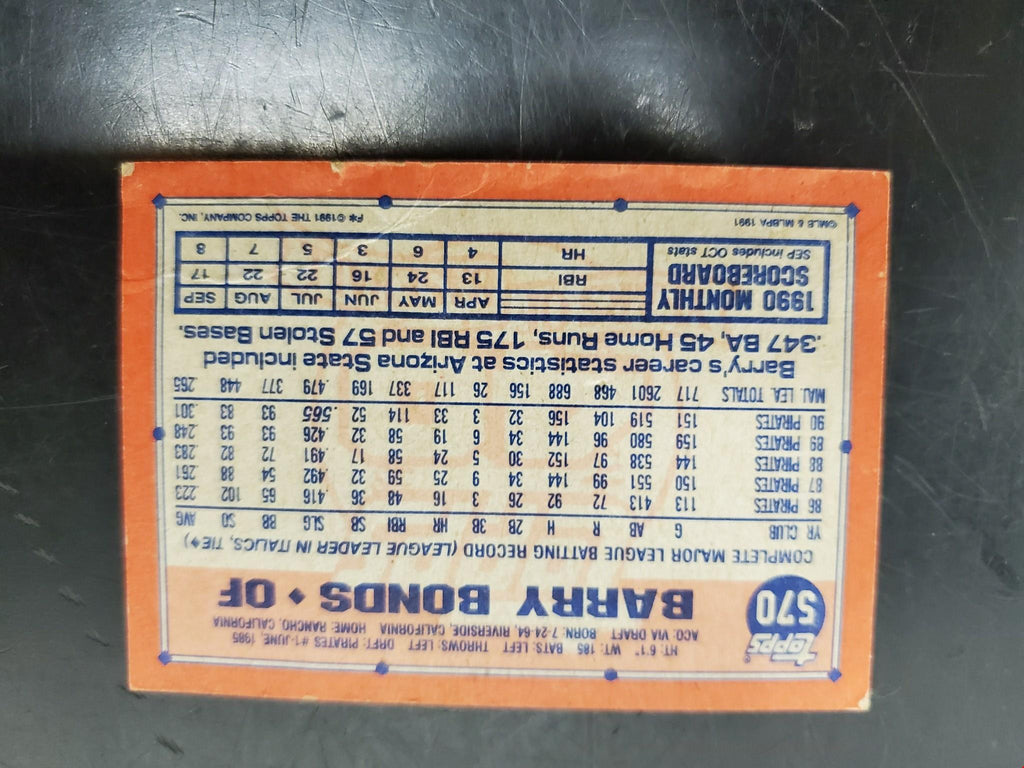 TOPPS® 570
HT: 6'1" WT: 185 BATS: LEFT THROWS: LEFT DRFT: PIRATES #1-JUNE, 1985
ACQ: VIA DRAFT BORN: 7-24-64, RIVERSIDE, CALIFORNIA HOME: RANCHO, CALIFORNIA
BARRY BONDS ♦ OF
COMPLETE MAJOR LEAGUE BATTING RECORD (LEAGUE LEADER IN ITALICS, TIE♦)
YR CLUB G AB R H 2B 3B HR RBI SB SLG BB SO AVG
86 PIRATES 113 413 72 92 26 3 16 48 36 .416 65 102 .223
87 PIRATES 150 551 99 144 34 9 25 59 32 .492 54 88 .261
88 PIRATES 144 538 97 152 30 5 24 58 17 .491 72 82 .283
89 PIRATES 159 580 96 144 34 6 19 58 32 .426 93 93 .248
90 PIRATES 151 519 104 156 32 3 33 114 52 .565 93 83 .301
MAJ. LEA. TOTALS 717 2601 468 688 156 26 117 337 169 .479 377 448 .265
Barry's career statistics at Arizona State included
.347 BA, 45 Home Runs, 175 RBI and 57 Stolen Bases.
1990 MONTHLY
SCOREBOARD
SEP includes OCT stats
APR MAY JUN JUL AUG SEP
RBI 13 24 16 22 22 17
HR 4 6 3 5 7 8
©MLB & MLBPA 1991 F* ©1991 THE TOPPS COMPANY, INC.